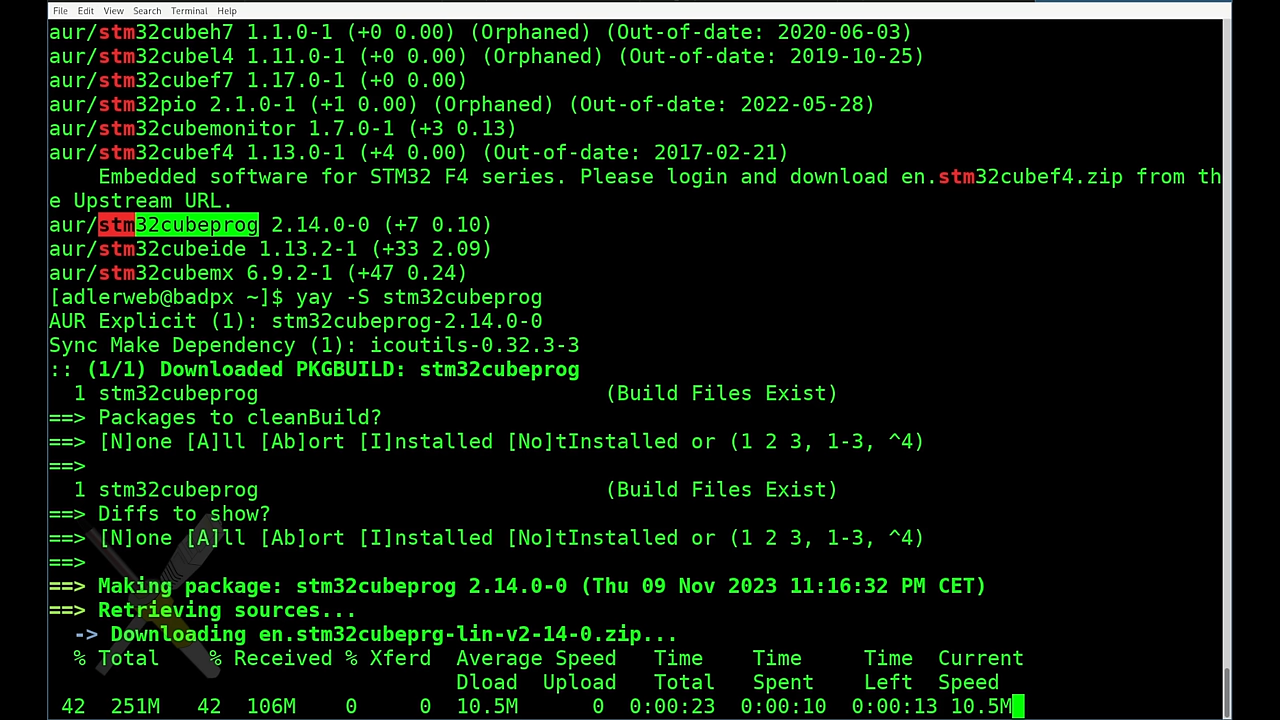 File Edit View Search Terminal Help
aur/stm32cubeh7 1.1.0-1 (+0 0.00) (Orphaned) (Out-of-date: 2020-06-03)
aur/stm32cubel4 1.11.0-1 (+0 0.00) (Orphaned) (Out-of-date: 2019-10-25)
aur/stm32cubef7 1.17.0-1 (+0 0.00)
aur/stm32pio 2.1.0-1 (+1 0.00) (Orphaned) (Out-of-date: 2022-05-28)
aur/stm32cubemonitor 1.7.0-1 (+3 0.13)
aur/stm32cubef4 1.13.0-1 (+4 0.00) (Out-of-date: 2017-02-21)
    Embedded software for STM32 F4 series. Please login and download en.stm32cubef4.zip from th
e Upstream URL.
aur/stm32cubeprog 2.14.0-0 (+7 0.10)
aur/stm32cubeide 1.13.2-1 (+33 2.09)
aur/stm32cubemx 6.9.2-1 (+47 0.24)
[adlerweb@badpx ~]$ yay -S stm32cubeprog
AUR Explicit (1): stm32cubeprog-2.14.0-0
Sync Make Dependency (1): icoutils-0.32.3-3
:: (1/1) Downloaded PKGBUILD: stm32cubeprog
  1 stm32cubeprog                            (Build Files Exist)
==> Packages to cleanBuild?
==> [N]one [A]ll [Ab]ort [I]nstalled [No]tInstalled or (1 2 3, 1-3, ^4)
==>
  1 stm32cubeprog                            (Build Files Exist)
==> Diffs to show?
==> [N]one [A]ll [Ab]ort [I]nstalled [No]tInstalled or (1 2 3, 1-3, ^4)
==>
==> Making package: stm32cubeprog 2.14.0-0 (Thu 09 Nov 2023 11:16:32 PM CET)
==> Retrieving sources...
  -> Downloading en.stm32cubeprg-lin-v2-14-0.zip...
  % Total    % Received % Xferd  Average Speed   Time    Time     Time  Current
                                 Dload  Upload   Total   Spent    Left  Speed
 42  251M   42  106M    0     0  10.5M      0  0:00:23  0:00:10  0:00:13 10.5M